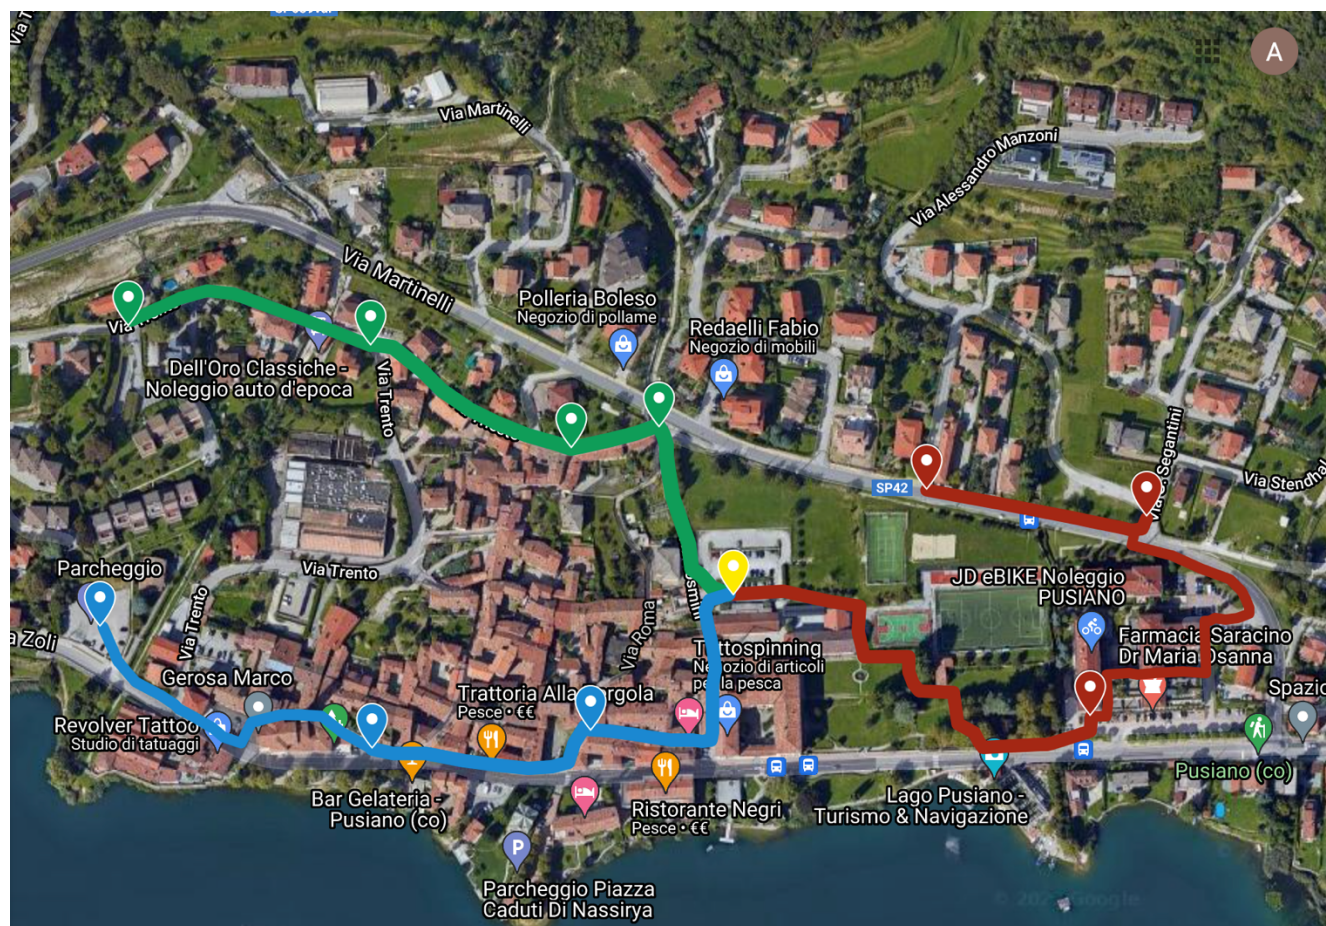 A
Via Martinelli
Via Alessandro Manzoni
Via Martinelli
Polleria Boleso
Negozio di pollame
Redaelli Fabio
Negozio di mobili
Dell'Oro Classiche -
Noleggio auto d'epoca
Via Trento
SP42
Segantini
Via Stendhal
Via Trento
Parcheggio
Zoli
Via Trento
Via Roma
JD eBIKE Noleggio
PUSIANO
Farmacia Saracino
Dr Maria Osanna
Tuttospinning
Negozio di articoli
per la pesca
Gerosa Marco
Trattoria Alla Pergola
Pesce • €€
Revolver Tattoo
Studio di tatuaggi
Spazio
Pusiano (co)
Bar Gelateria -
Pusiano (co)
Ristorante Negri
Pesce • €€
Lago Pusiano -
Turismo & Navigazione
P
Parcheggio Piazza
Caduti Di Nassirya
Google